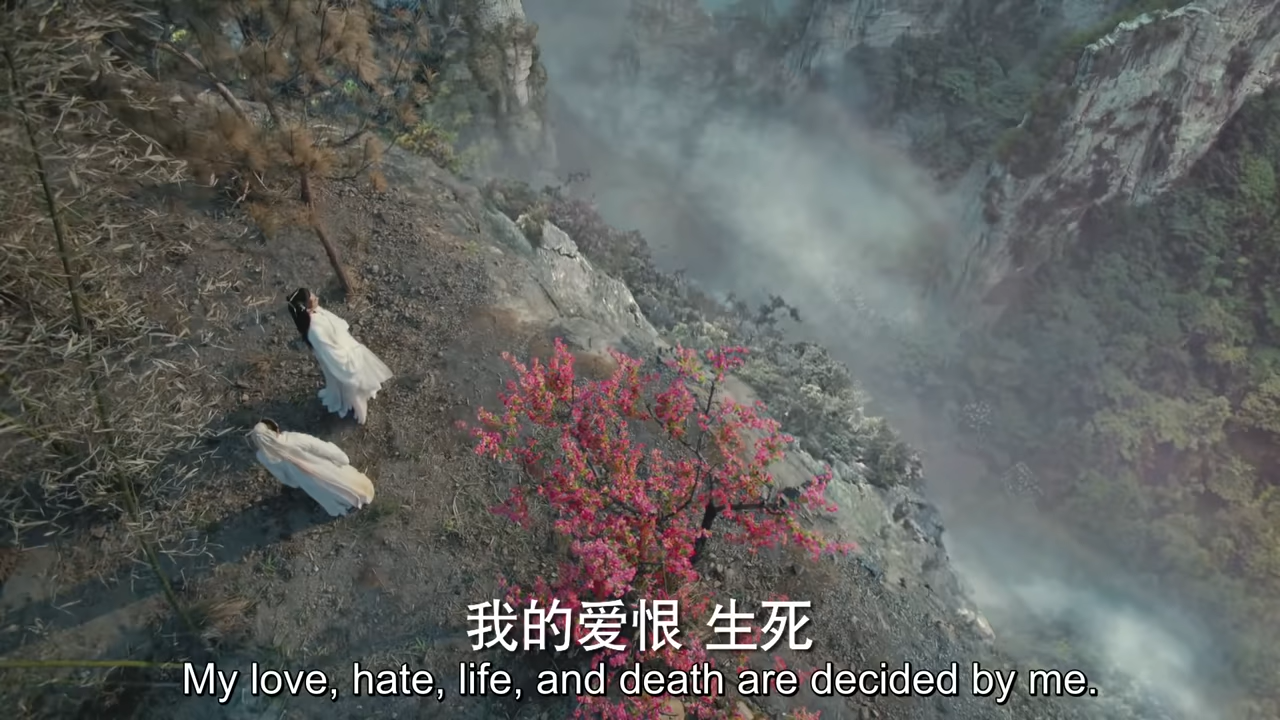 我的爱恨 生死
My love, hate, life, and death are decided by me.